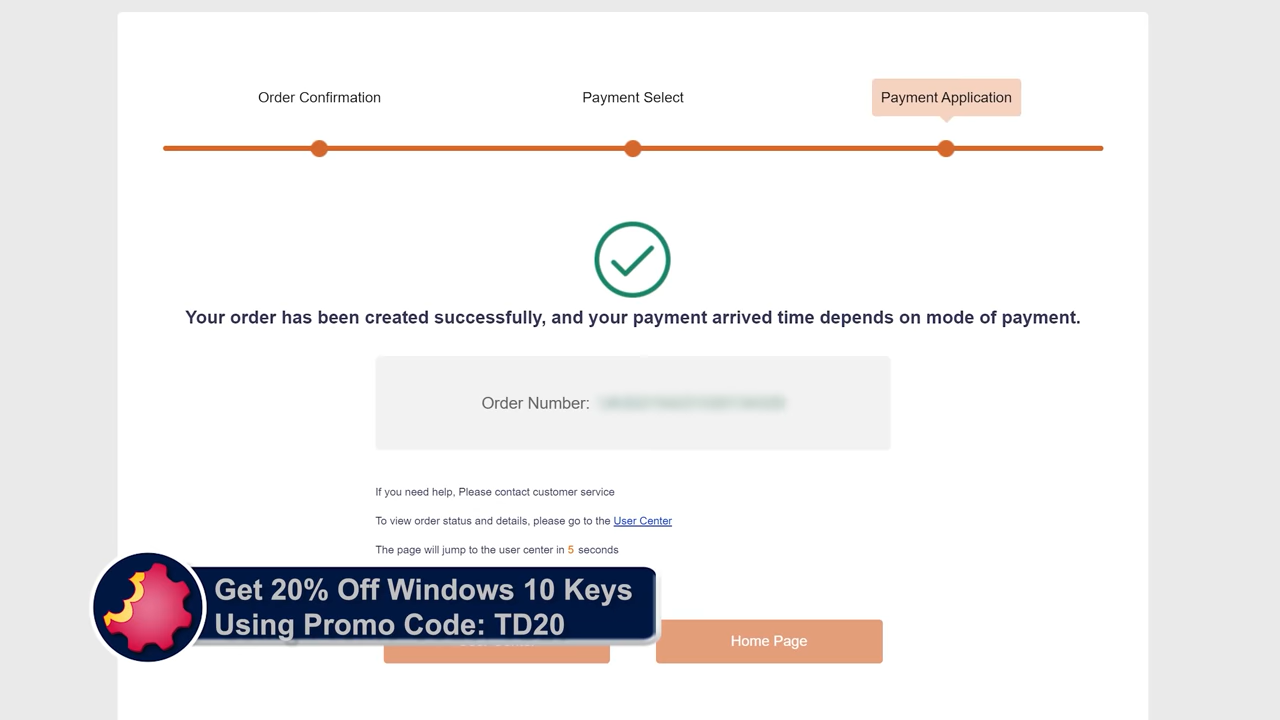 Order Confirmation
Payment Select
Payment Application
Your order has been created successfully, and your payment arrived time depends on mode of payment.
Order Number:
If you need help, Please contact customer service
To view order status and details, please go to the User Center
The page will jump to the user center in 5 seconds
Get 20% Off Windows 10 Keys
Using Promo Code: TD20
Home Page